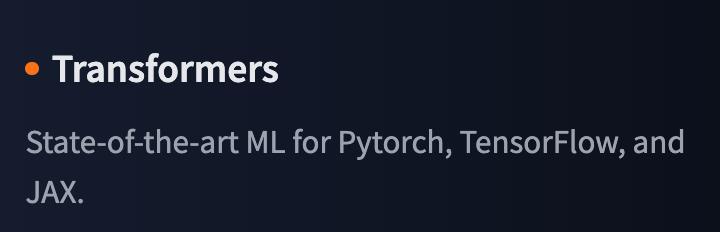 Transformers
State-of-the-art ML for Pytorch, TensorFlow, and
JAX.